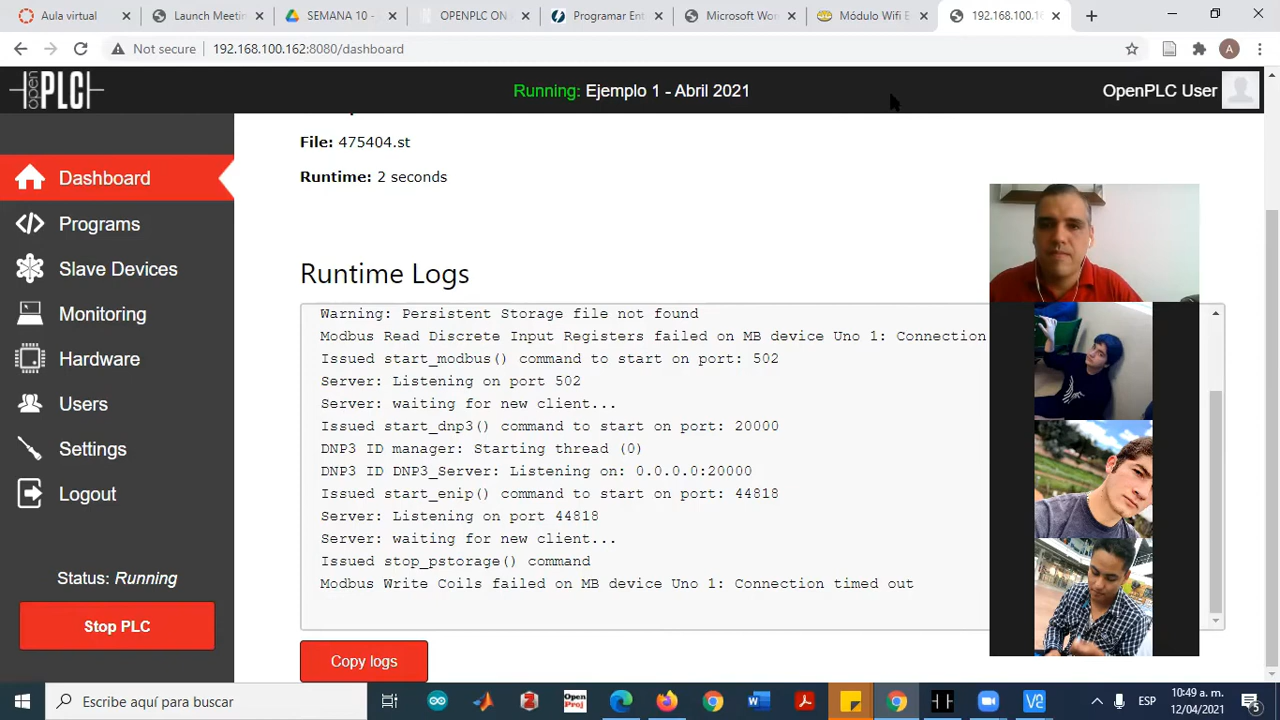 Aula virtual
Launch Meeti
SEMANA 10 -
OPENPLC ON
Programar Ent
Microsoft Wor
Módulo Wifi E
192.168.100.1
Not secure
192.168.100.162:8080/dashboard
A
open PLC
Running: Ejemplo 1 - Abril 2021
OpenPLC User
File: 475404.st
Runtime: 2 seconds
Dashboard
Programs
Slave Devices
Monitoring
Hardware
Users
Settings
Logout
Status: Running
Stop PLC
Runtime Logs
Warning: Persistent Storage file not found
Modbus Read Discrete Input Registers failed on MB device Uno 1: Connection
Issued start_modbus() command to start on port: 502
Server: Listening on port 502
Server: waiting for new client...
Issued start_dnp3() command to start on port: 20000
DNP3 ID manager: Starting thread (0)
DNP3 ID DNP3_Server: Listening on: 0.0.0.0:20000
Issued start_enip() command to start on port: 44818
Server: Listening on port 44818
Server: waiting for new client...
Issued stop_pstorage() command
Modbus Write Coils failed on MB device Uno 1: Connection timed out
Copy logs
Escribe aquí para buscar
Open Proj
ESP
10:49 a. m.
12/04/2021
5